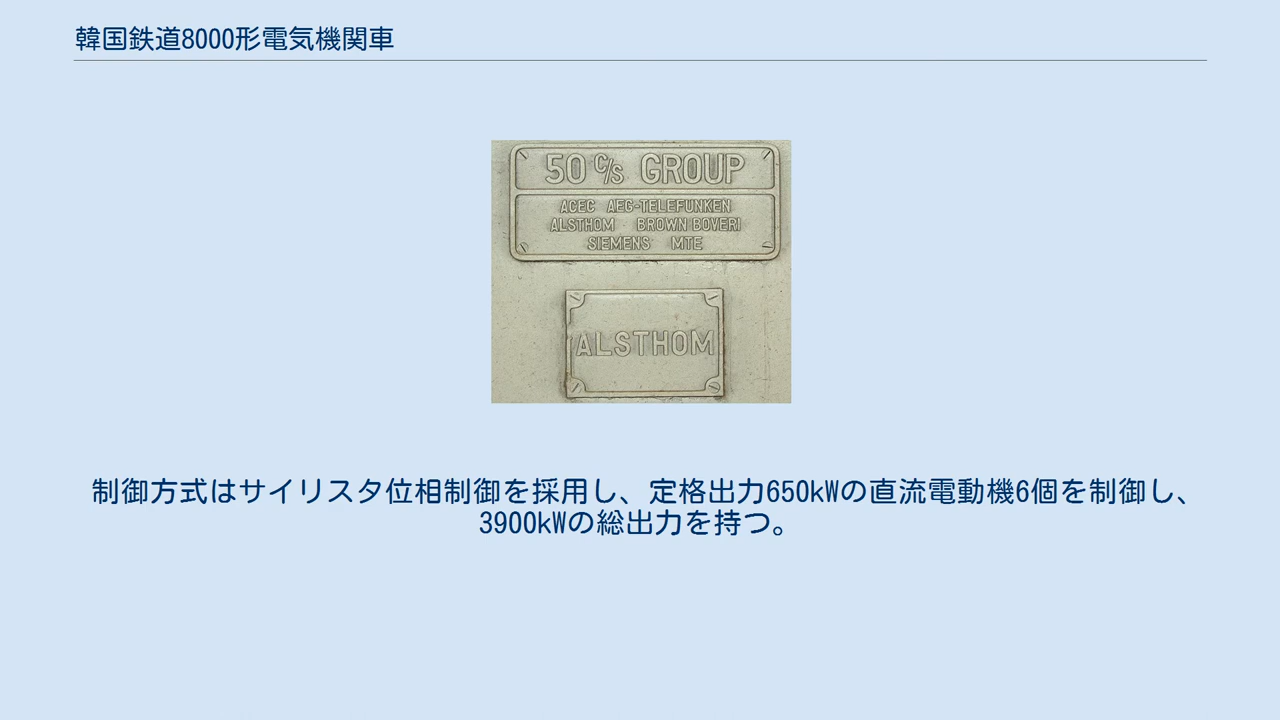 韓国鉄道8000形電気機関車
50 C/S GROUP
ACEC AEG-TELEFUNKEN
ALSTHOM BROWN BOVERI
SIEMENS MTE
ALSTHOM
制御方式はサイリスタ位相制御を採用し、定格出力650kWの直流電動機6個を制御し、
3900kWの総出力を持つ。